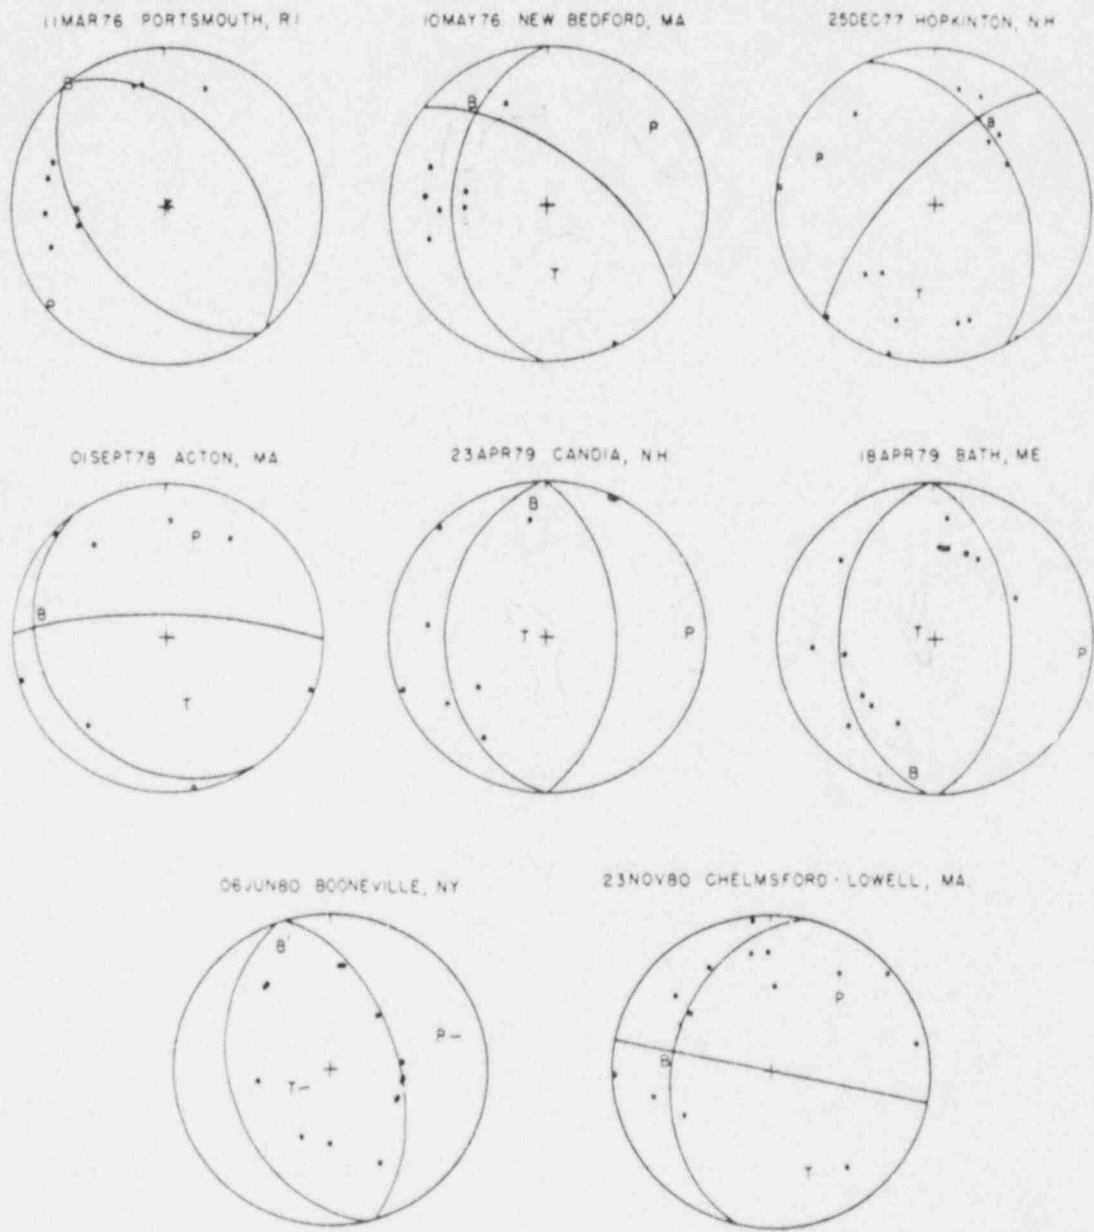 11MAR76 PORTSMOUTH, RI
10MAY76 NEW BEDFORD, MA
25DEC77 HOPKINTON, N.H.
B
B
P
B
P
T
T
01SEPT78 ACTON, MA
23APR79 CANDIA, NH
18APR79 BATH, ME
P
B
B
T
P
T
P
T
B
06JUN80 BOONEVILLE, NY
23NOV80 CHELMSFORD - LOWELL, MA
B
P
P
B
T
T